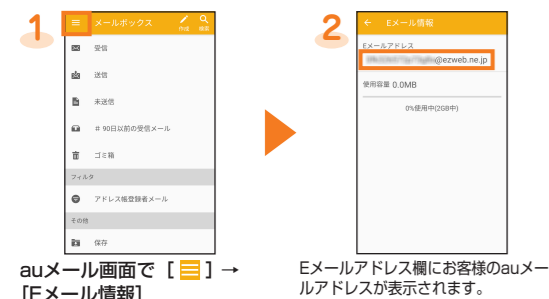 1
メールボックス
作成
検索
受信
送信
未送信
# 90日以前の受信メール
ゴミ箱
フィルタ
アドレス帳登録者メール
その他
保存
auメール画面で［ ］→
［Eメール情報］
2
← Eメール情報
Eメールアドレス
@ezweb.ne.jp
使用容量 0.0MB
0%使用中(2GB中)
Eメールアドレス欄にお客様のauメー
ルアドレスが表示されます。